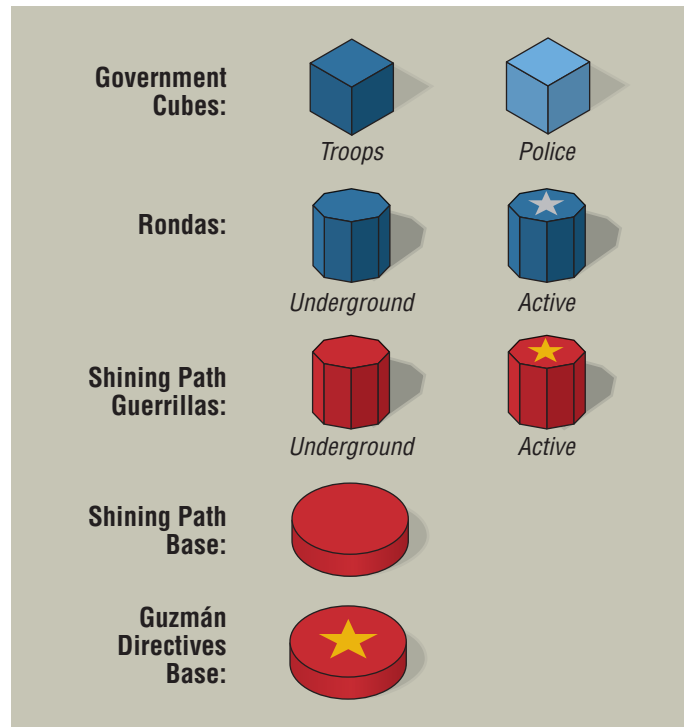 Government
Cubes:
Troops
Police
Rondas:
Underground
Active
Shining Path
Guerrillas:
Underground
Active
Shining Path
Base:
Guzmán
Directives
Base: